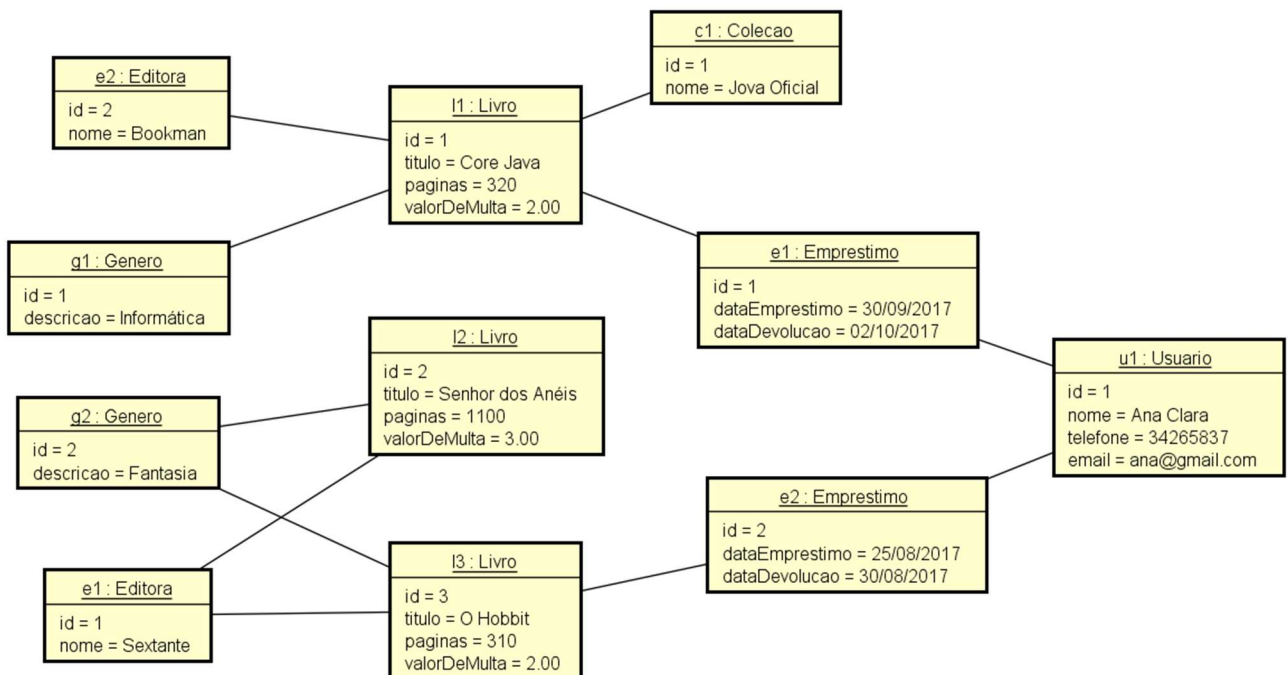 c1 : Colecao
id = 1
nome = Jova Oficial
e2 : Editora
id = 2
nome = Bookman
l1 : Livro
id = 1
titulo = Core Java
paginas = 320
valorDeMulta = 2.00
g1 : Genero
id = 1
descricao = Informática
e1 : Emprestimo
id = 1
dataEmprestimo = 30/09/2017
dataDevolucao = 02/10/2017
l2 : Livro
id = 2
titulo = Senhor dos Anéis
paginas = 1100
valorDeMulta = 3.00
u1 : Usuario
id = 1
nome = Ana Clara
telefone = 34265837
email = ana@gmail.com
g2 : Genero
id = 2
descricao = Fantasia
e2 : Emprestimo
id = 2
dataEmprestimo = 25/08/2017
dataDevolucao = 30/08/2017
l3 : Livro
id = 3
titulo = O Hobbit
paginas = 310
valorDeMulta = 2.00
e1 : Editora
id = 1
nome = Sextante